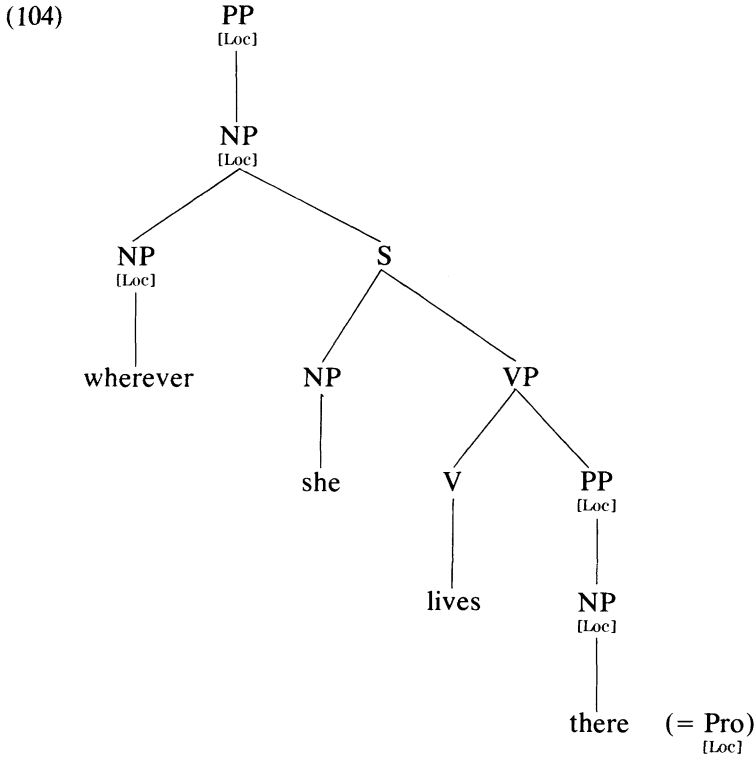 (104) PP
[Loc]
NP
[Loc]
NP S
[Loc]
wherever NP VP
she V PP
[Loc]
lives NP
[Loc]
there (= Pro)
[Loc]